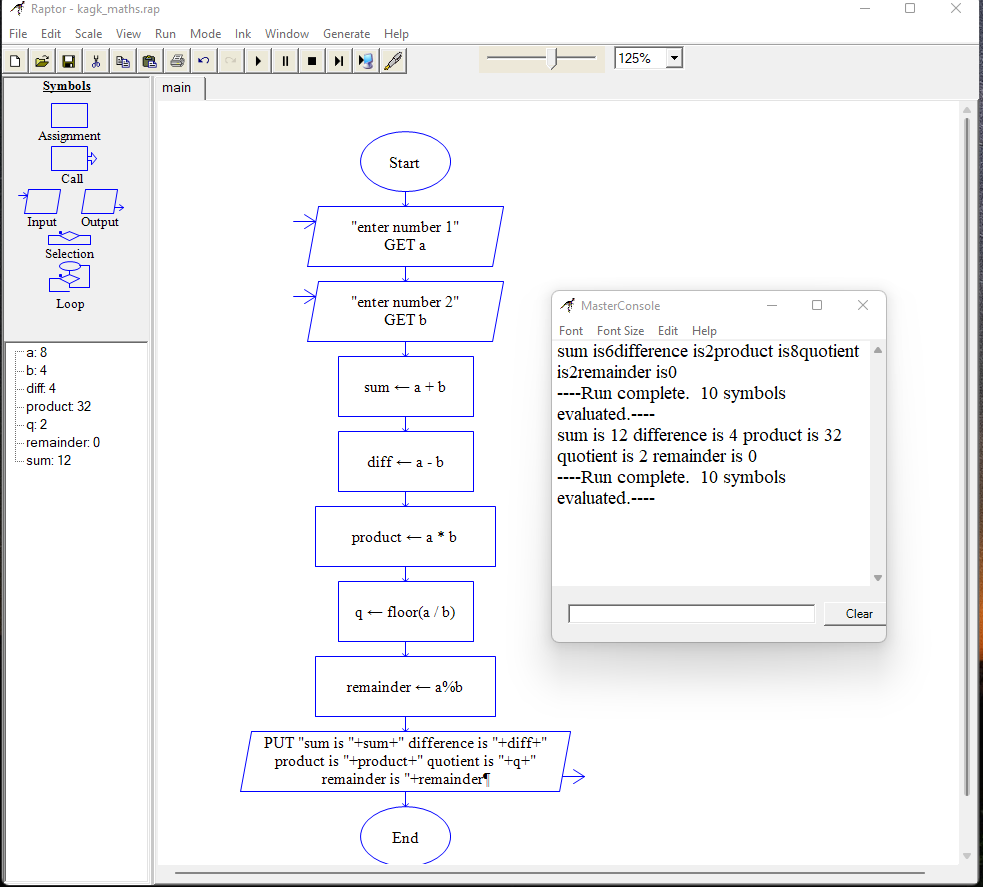 Raptor - kagk_maths.rap
File Edit Scale View Run Mode Ink Window Generate Help
125%
Symbols
Assignment
Call
Input Output
Selection
Loop
a: 8
b: 4
diff: 4
product: 32
q: 2
remainder: 0
sum: 12
main
Start
"enter number 1"
GET a
"enter number 2"
GET b
sum ← a + b
diff ← a - b
product ← a * b
q ← floor(a / b)
remainder ← a%b
PUT "sum is "+sum+" difference is "+diff+"
product is "+product+" quotient is "+q+"
remainder is "+remainder¶
End
MasterConsole
Font Font Size Edit Help
sum is6difference is2product is8quotient
is2remainder is0
----Run complete.  10 symbols
evaluated.----
sum is 12 difference is 4 product is 32
quotient is 2 remainder is 0
----Run complete.  10 symbols
evaluated.----
Clear